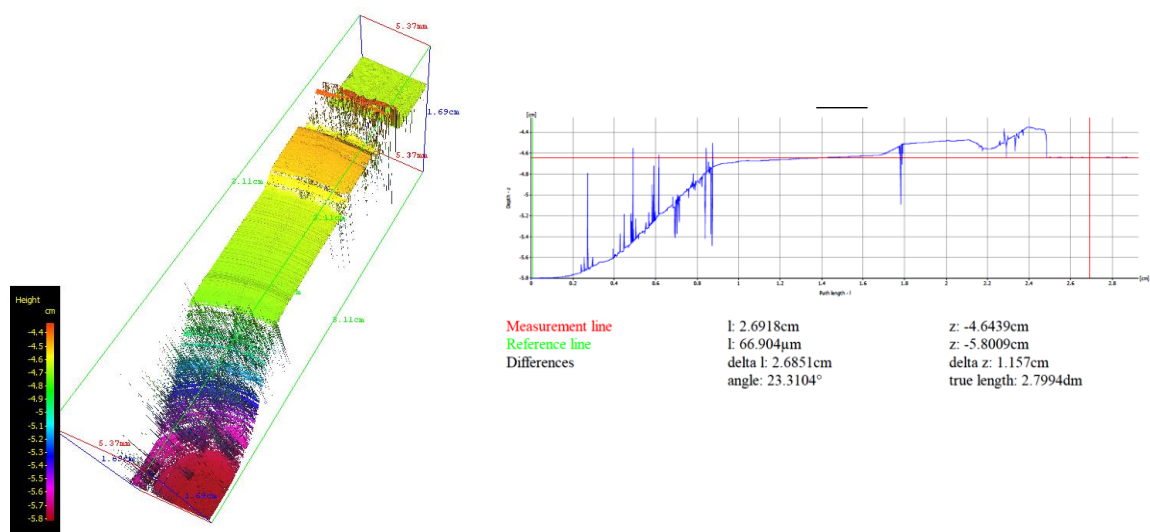 5.37mm
1.69cm
5.37mm
3.11cm
3.11cm
3.11cm
5.37mm
1.69cm
1.69cm
Height
cm
-4.4
-4.5
-4.6
-4.7
-4.8
-4.9
-5
-5.1
-5.2
-5.3
-5.4
-5.5
-5.6
-5.7
-5.8
[cm]
-4.4
-4.6
-4.8
-5
-5.2
-5.4
-5.6
-5.8
Depth - z
0 0.2 0.4 0.6 0.8 1 1.2 1.4 1.6 1.8 2 2.2 2.4 2.6 2.8 [cm]
Path length - l
Measurement line l: 2.6918cm z: -4.6439cm
Reference line l: 66.904µm z: -5.8009cm
Differences delta l: 2.6851cm delta z: 1.157cm
angle: 23.3104° true length: 2.7994dm